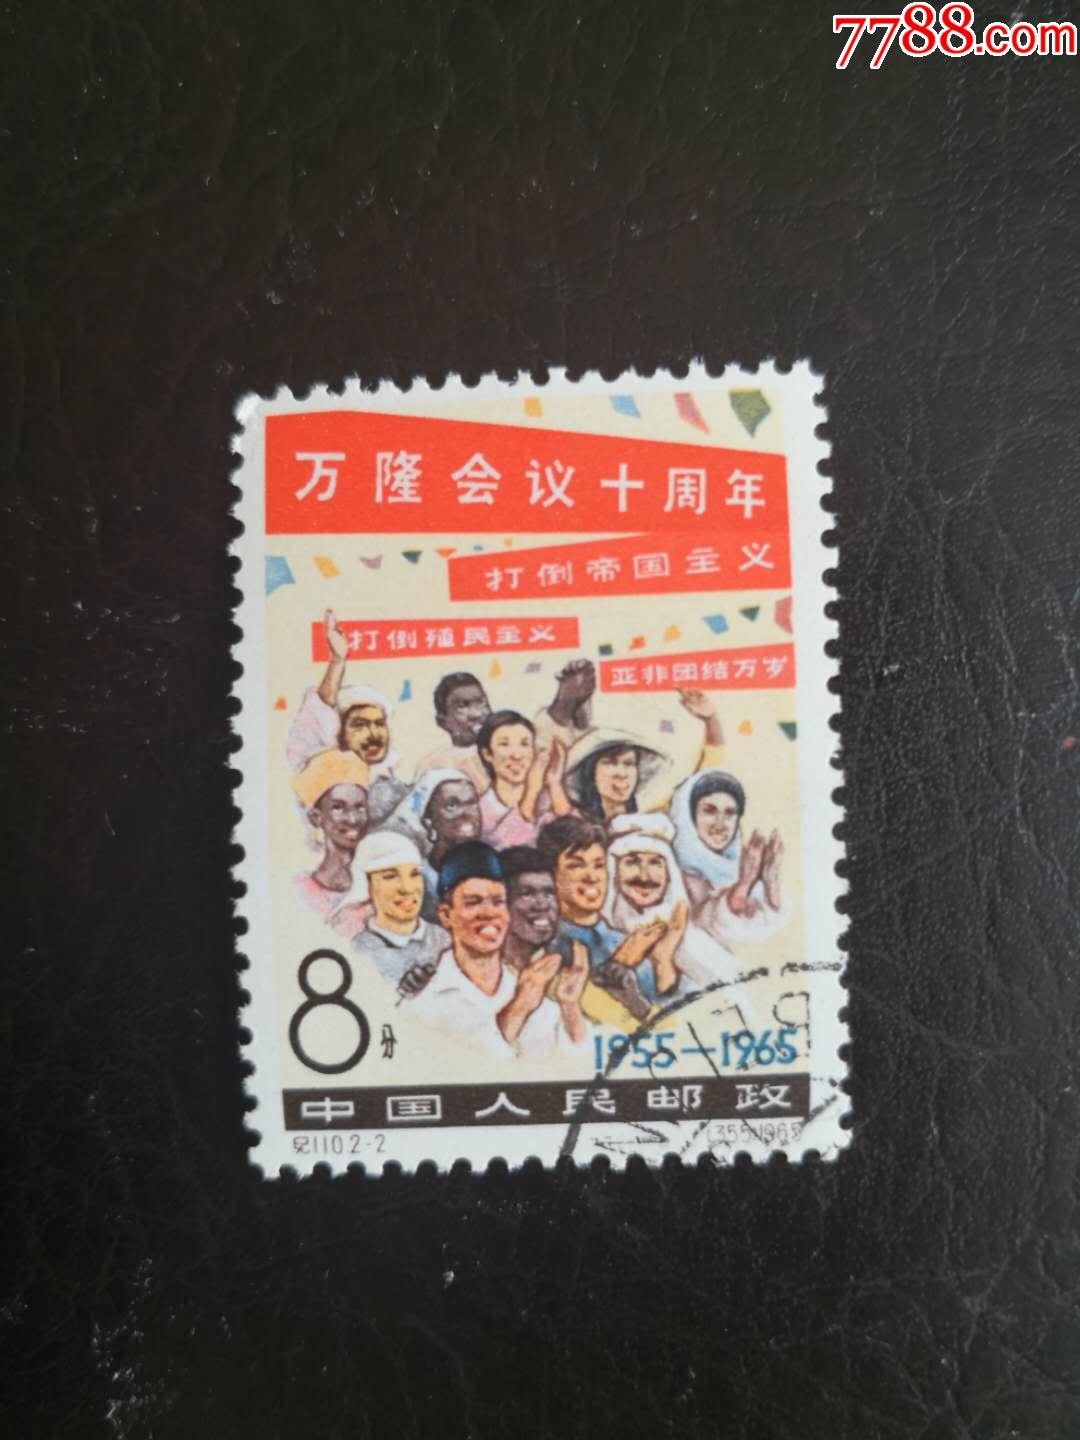 7788.com
万隆会议十周年
打倒帝国主义
打倒殖民主义
亚非团结万岁
8分
1955—1965
中国人民邮政
纪110.2-2
(355)1965